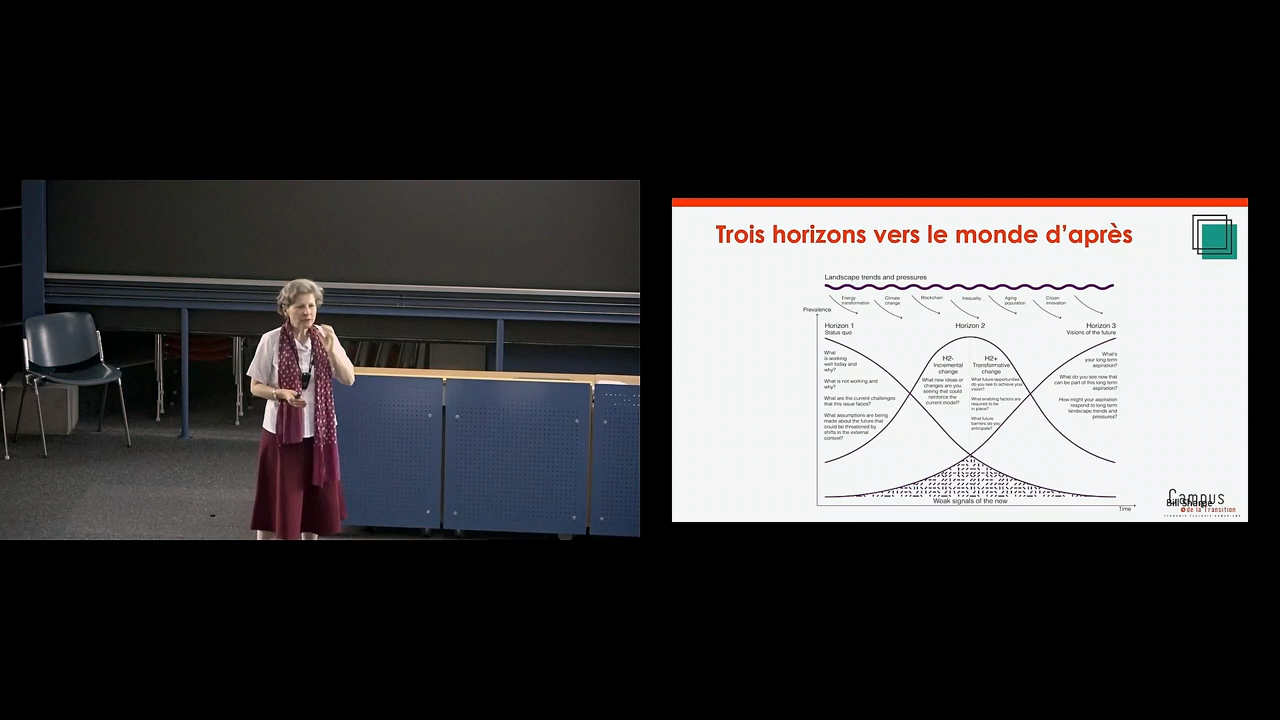 Trois horizons vers le monde d'après
Landscape trends and pressures
Energy
transformation
Climate
change
Blockchain
Inequality
Aging
population
Citizen
innovation
Prevalence
Horizon 1
Status quo
Horizon 2
Horizon 3
Visions of the future
What
is working
well today and
why?
What is not working and
why?
What are the current challenges
that this issue faces?
What assumptions are being
made about the future that
could be threatened by
shifts in the external
context?
H2-
Incremental
change
What new ideas or
changes are you
seeing that could
reinforce the
current model?
H2+
Transformative
change
What future opportunities
do you see to achieve your
vision?
What enabling factors are
required to be
in place?
What future
barriers do you
anticipate?
What's
your long term
aspiration?
What do you see now that
can be part of this long term
aspiration?
How might your aspiration
respond to long term
landscape trends and
pressures?
Weak signals of the new
Time
Bill Sharpe
Campus
de la Transition